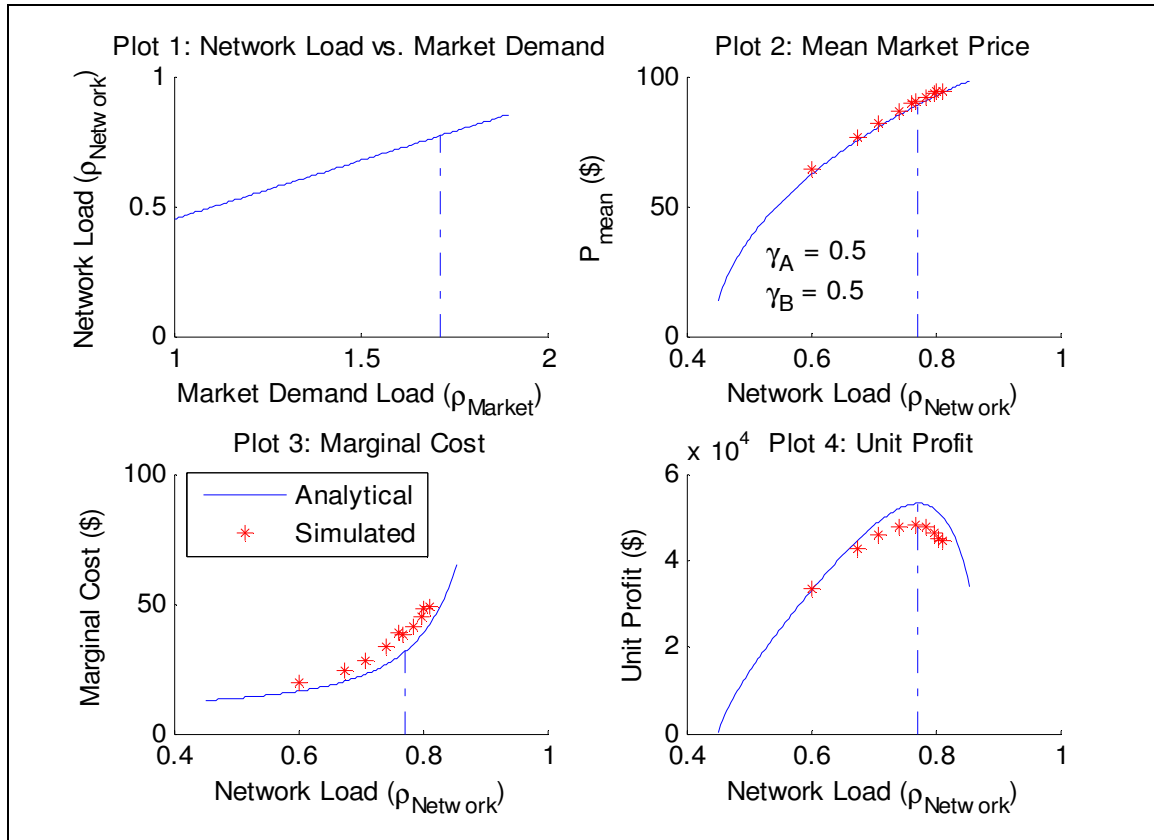 Plot 1: Network Load vs. Market Demand
1
0.5
0
1
1.5
2
Network Load (ρNetwork)
Market Demand Load (ρMarket)
Plot 2: Mean Market Price
100
50
0
0.4
0.6
0.8
1
Pmean ($)
γA = 0.5
γB = 0.5
Network Load (ρNetwork)
Plot 3: Marginal Cost
100
50
0
0.4
0.6
0.8
1
Analytical
Simulated
Marginal Cost ($)
Network Load (ρNetwork)
x 10^4
Plot 4: Unit Profit
6
4
2
0
0.4
0.6
0.8
1
Unit Profit ($)
Network Load (ρNetwork)